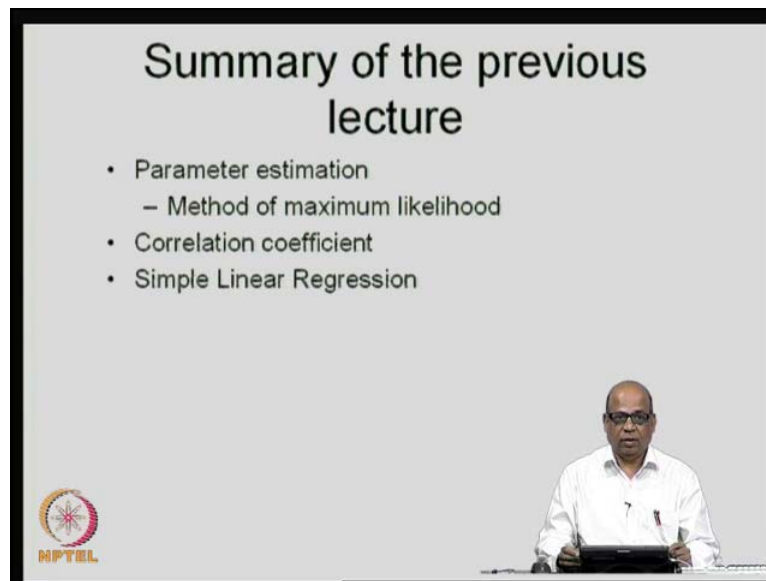 Summary of the previous
lecture
• Parameter estimation
– Method of maximum likelihood
• Correlation coefficient
• Simple Linear Regression
NPTEL